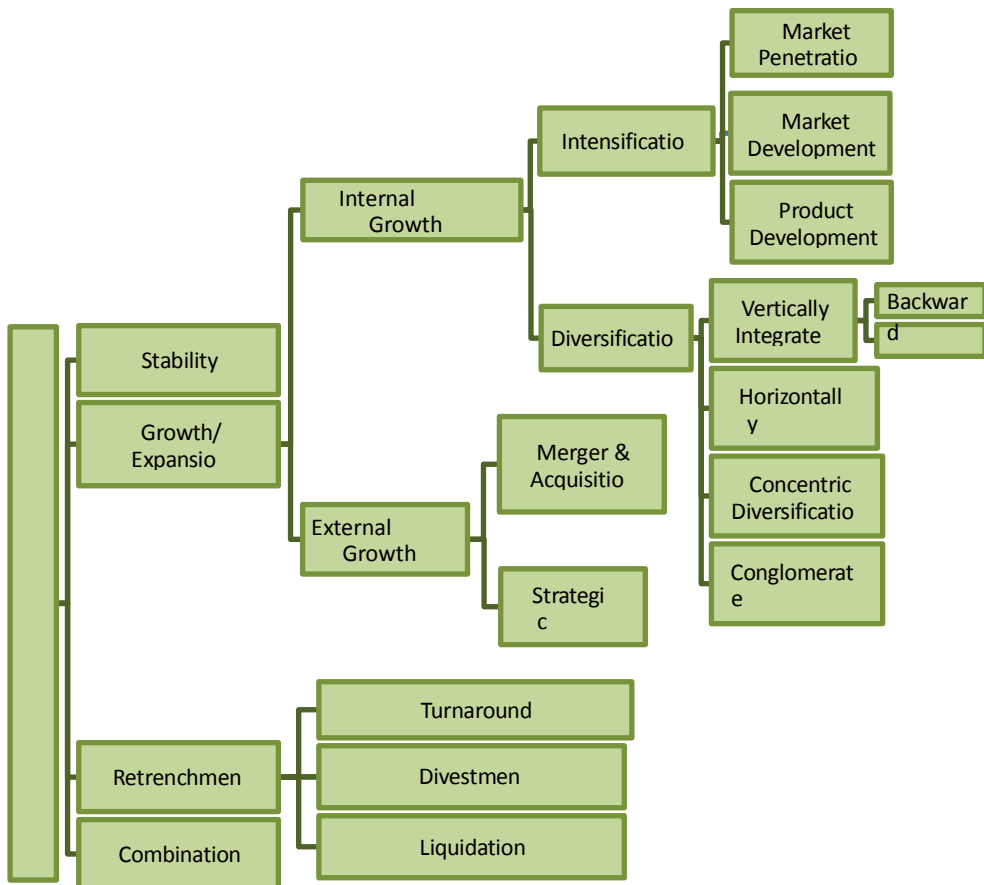 Market
Penetratio
Market
Development
Product
Development
Intensificatio
Internal
Growth
Vertically
Integrate
Backwar
d
Diversificatio
Horizontall
y
Concentric
Diversificatio
Conglomerat
e
Stability
Growth/
Expansio
Merger &
Acquisitio
External
Growth
Strategi
c
Turnaround
Retrenchmen
Divestmen
Combination
Liquidation